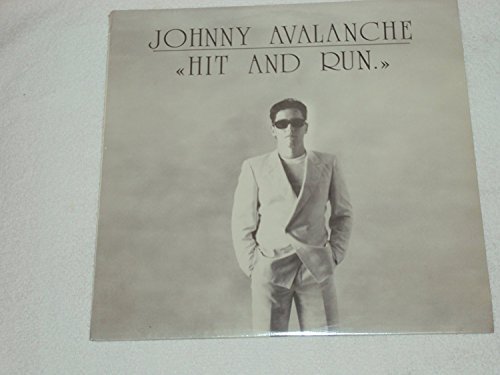 JOHNNY AVALANCHE
«HIT AND RUN.»